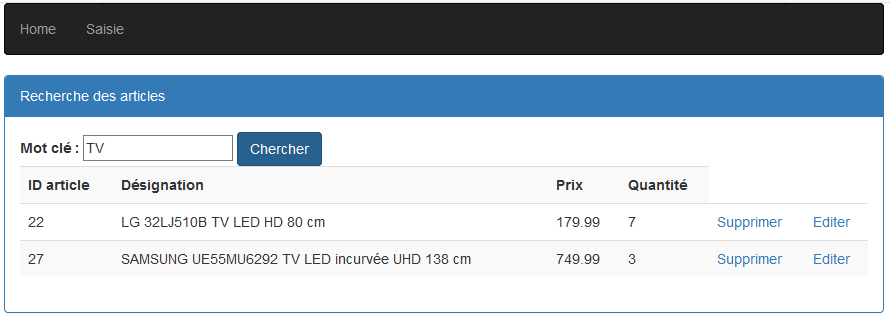 Home Saisie
Recherche des articles
Mot clé : TV Chercher
ID article Désignation Prix Quantité
22 LG 32LJ510B TV LED HD 80 cm 179.99 7 Supprimer Editer
27 SAMSUNG UE55MU6292 TV LED incurvée UHD 138 cm 749.99 3 Supprimer Editer